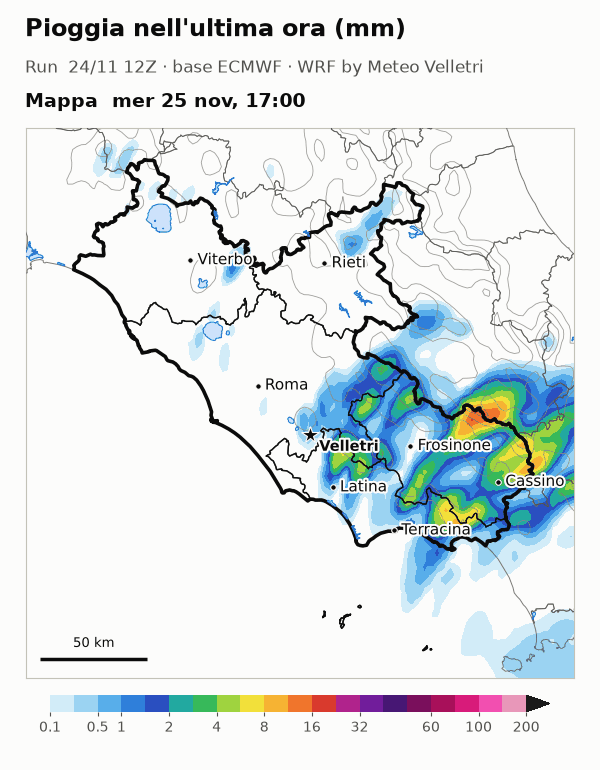 Pioggia nell'ultima ora (mm)
Run  24/11 12Z · base ECMWF · WRF by Meteo Velletri
Mappa  mer 25 nov, 17:00
Viterbo
Rieti
Roma
Velletri
Frosinone
Latina
Cassino
Terracina
50 km
0.1 0.5 1 2 4 8 16 32 60 100 200